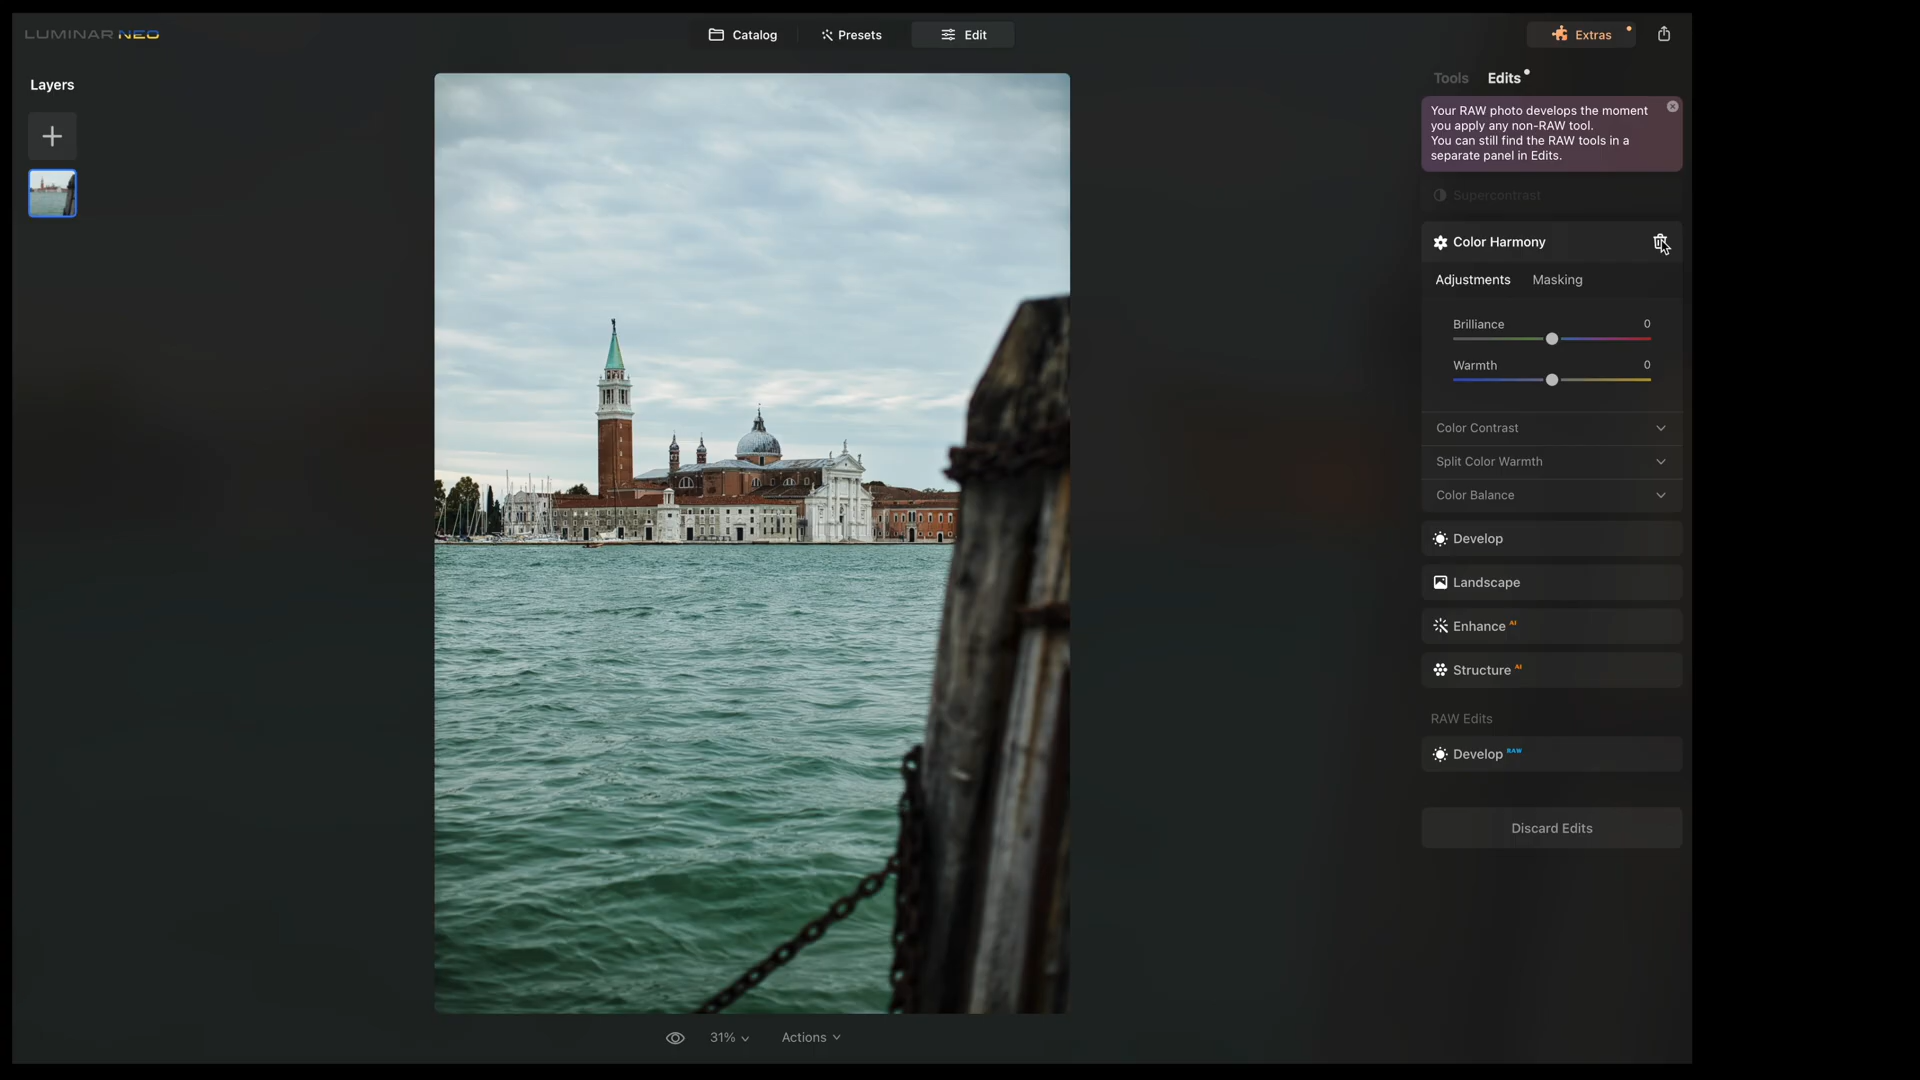 LUMINAR NEO
Catalog
Presets
Edit
Extras
Layers
Tools
Edits
Your RAW photo develops the moment
you apply any non-RAW tool.
You can still find the RAW tools in a
separate panel in Edits.
Supercontrast
Color Harmony
Adjustments
Masking
Brilliance
0
Warmth
0
Color Contrast
Split Color Warmth
Color Balance
Develop
Landscape
Enhance AI
Structure AI
RAW Edits
Develop RAW
Discard Edits
31%
Actions